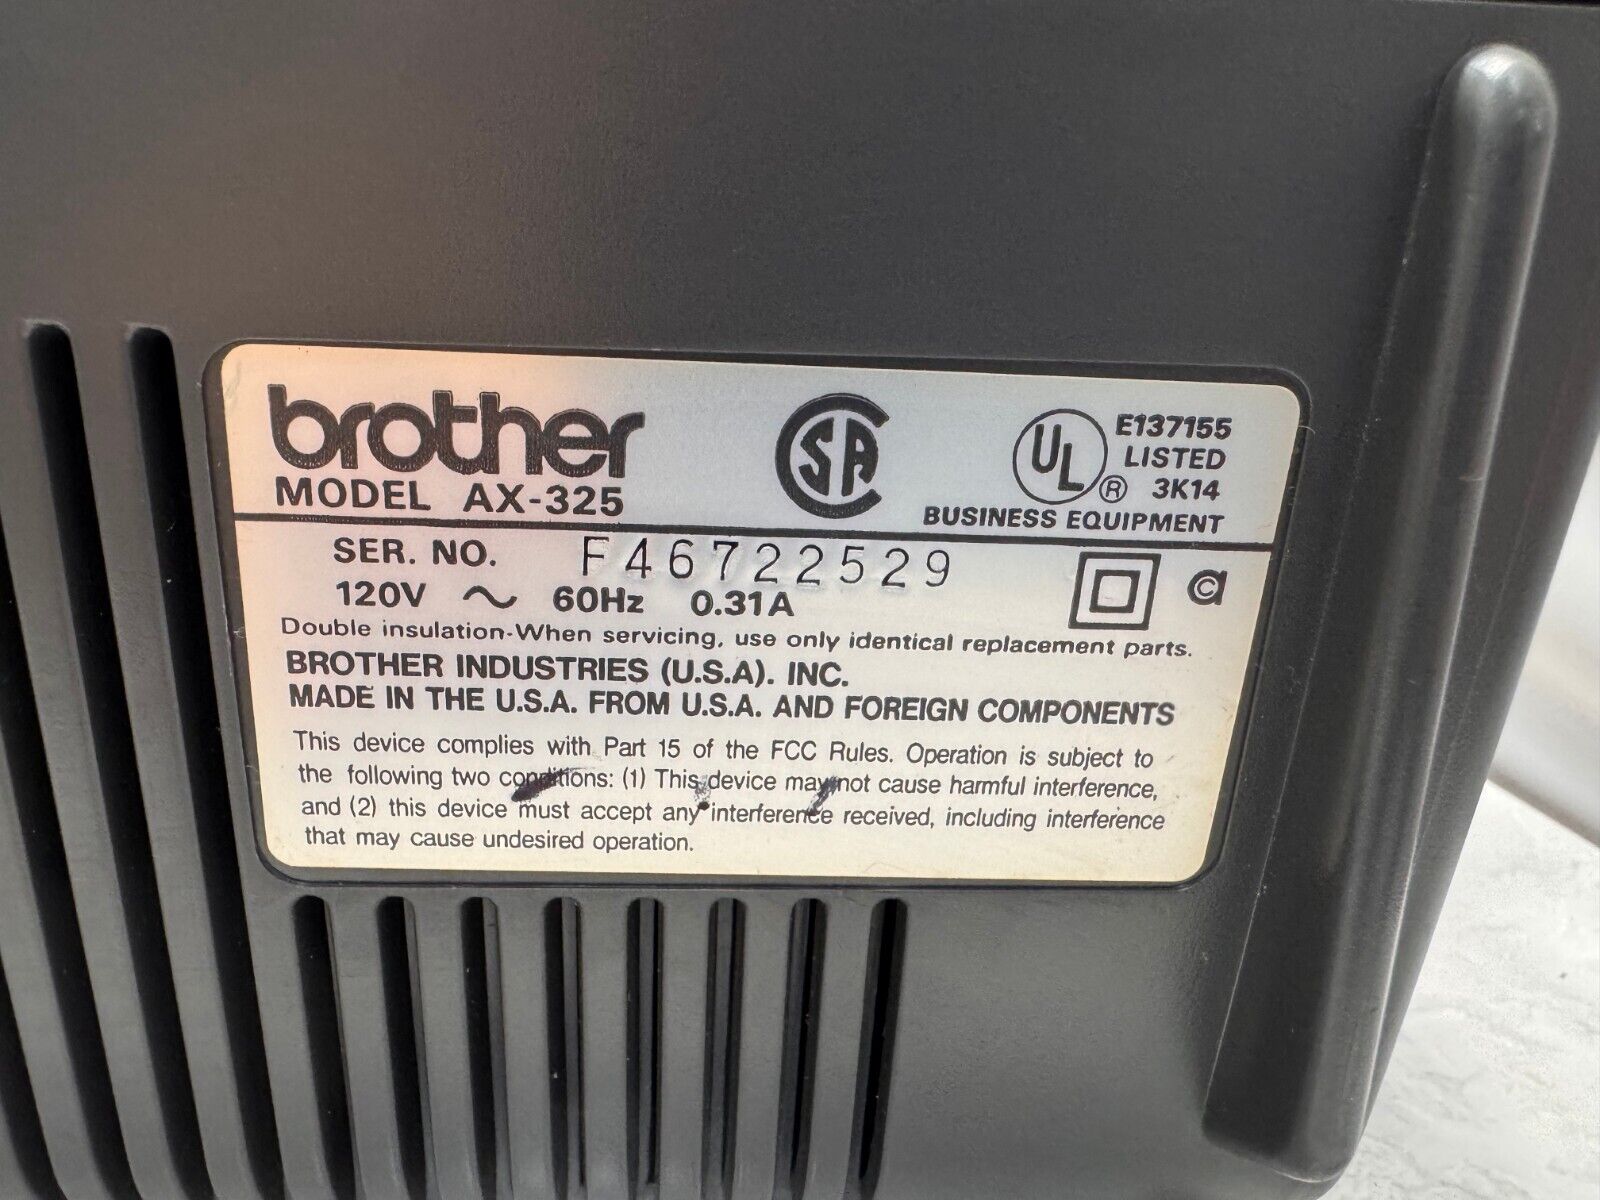 brother
MODEL AX-325
SA
UL
®
E137155
LISTED
3K14
BUSINESS EQUIPMENT
SER. NO. F46722529
120V ~ 60Hz 0.31A
Double insulation-When servicing, use only identical replacement parts.
BROTHER INDUSTRIES (U.S.A). INC.
MADE IN THE U.S.A. FROM U.S.A. AND FOREIGN COMPONENTS
This device complies with Part 15 of the FCC Rules. Operation is subject to
the following two conditions: (1) This device may not cause harmful interference,
and (2) this device must accept any interference received, including interference
that may cause undesired operation.